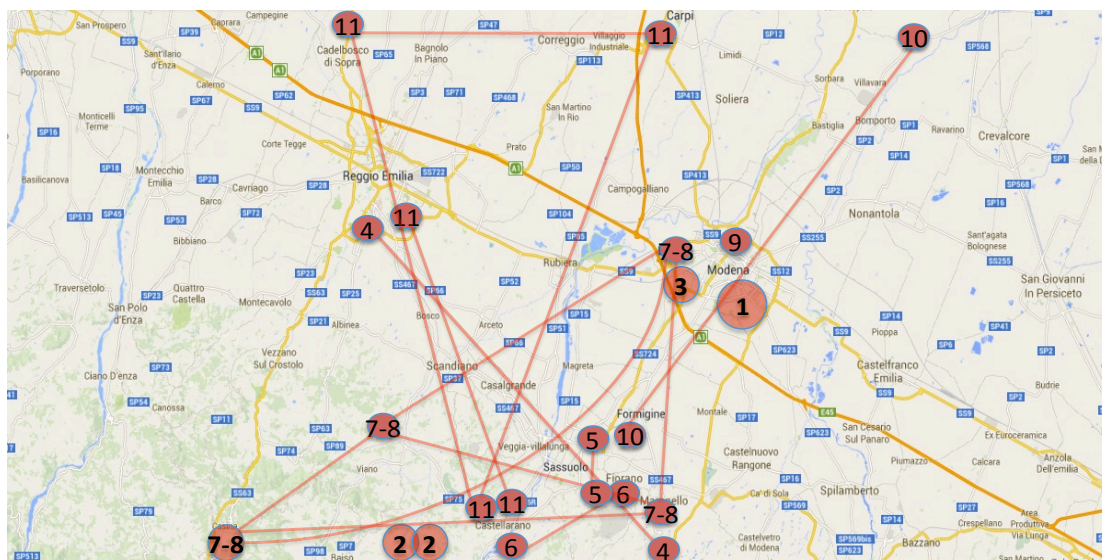 San Prospero
Caprara
Campegine
SP39
11
SP47
Carpi
11
SP12
SP9
10
SP568
SS9
A1
Cadelbosco
di Sopra
SP65
Bagnolo
In Piano
Correggio
Villaggio
Industriale
Limidi
Sant'ilario
d'Enza
A1
SP113
Sorbara
Villavara
Porporano
Calerno
SP62
SP3
SP71
SP413
Soliera
SP67
SS9
SP468
San Martino
In Rio
Bastiglia
Bomporto
SP1
Monticelli
Terme
SP95
SP2
Ravarino
Crevalcore
SP16
Corte Tegge
Prato
SP14
SP18
A1
SP50
SP1
Montecchio
Emilia
SP28
Reggio Emilia
SS722
SP413
SP568
Basilicanova
Cavriago
SP28
Campogalliano
SP2
Barco
SP72
11
SP104
Nonantola
SP16
SP513
SP45
SP53
4
SP85
SS9
9
SS255
Sant'agata
Bolognese
Bibbiano
7-8
SS255
Rubiera
Modena
Traversetolo
SP23
SP52
SS9
SS12
San Giovanni
In Persiceto
Quattro
Castella
SS63
SP25
SS467
SP66
3
1
San Polo
d'Enza
Montecavolo
Bosco
SP15
SP14
SP21
Albinea
Arceto
SP51
SS9
Pioppa
SP41
SP66
A1
SP73
Vezzano
Sul Crostolo
Scandiano
Magreta
SS724
SP623
SP6
SP2
Ciano D'enza
SP37
Casalgrande
Castelfranco
Emilia
Budrie
SP54
SS9
Canossa
SP11
SS467
SP15
Formigine
Montale
E45
SP63
7-8
5
10
SP17
San Cesario
Sul Panaro
SP74
SP89
Veggia-villalunga
SP623
Ex Euroceramica
Castelnuovo
Rangone
Piumazzo
Calcara
Anzola
Dell'emilia
Viano
Sassuolo
Fiorano
SS467
SP16
SS63
5
6
SP75
11
11
7-8
Ca' di Sola
Spilamberto
SP79
Castellarano
SP569
Crespellano
Area
Produttiva
Via Lunga
7-8
2
2
6
4
Castelvetro
di Modena
SP569bis
Bazzano
SP513
SP98
SP7
Baiso
SP623